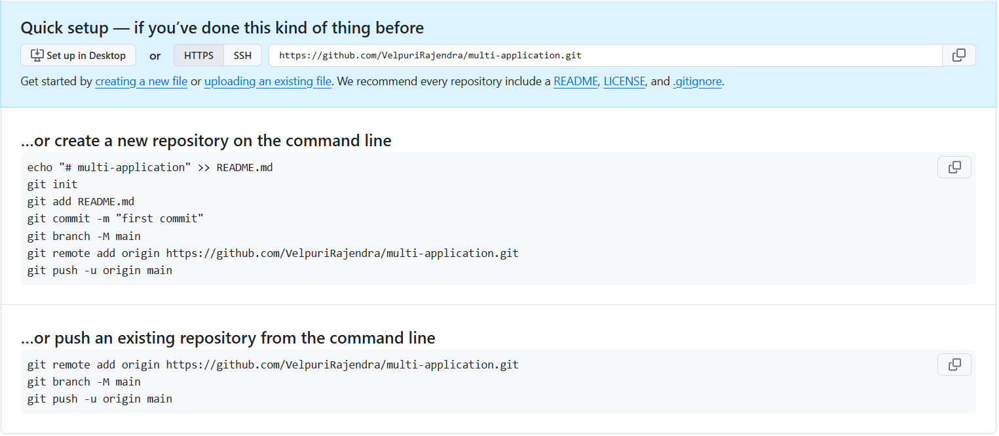 Quick setup — if you’ve done this kind of thing before
Set up in Desktop or HTTPS SSH https://github.com/VelpuriRajendra/multi-application.git
Get started by creating a new file or uploading an existing file. We recommend every repository include a README, LICENSE, and .gitignore.
…or create a new repository on the command line
echo "# multi-application" >> README.md
git init
git add README.md
git commit -m "first commit"
git branch -M main
git remote add origin https://github.com/VelpuriRajendra/multi-application.git
git push -u origin main
…or push an existing repository from the command line
git remote add origin https://github.com/VelpuriRajendra/multi-application.git
git branch -M main
git push -u origin main